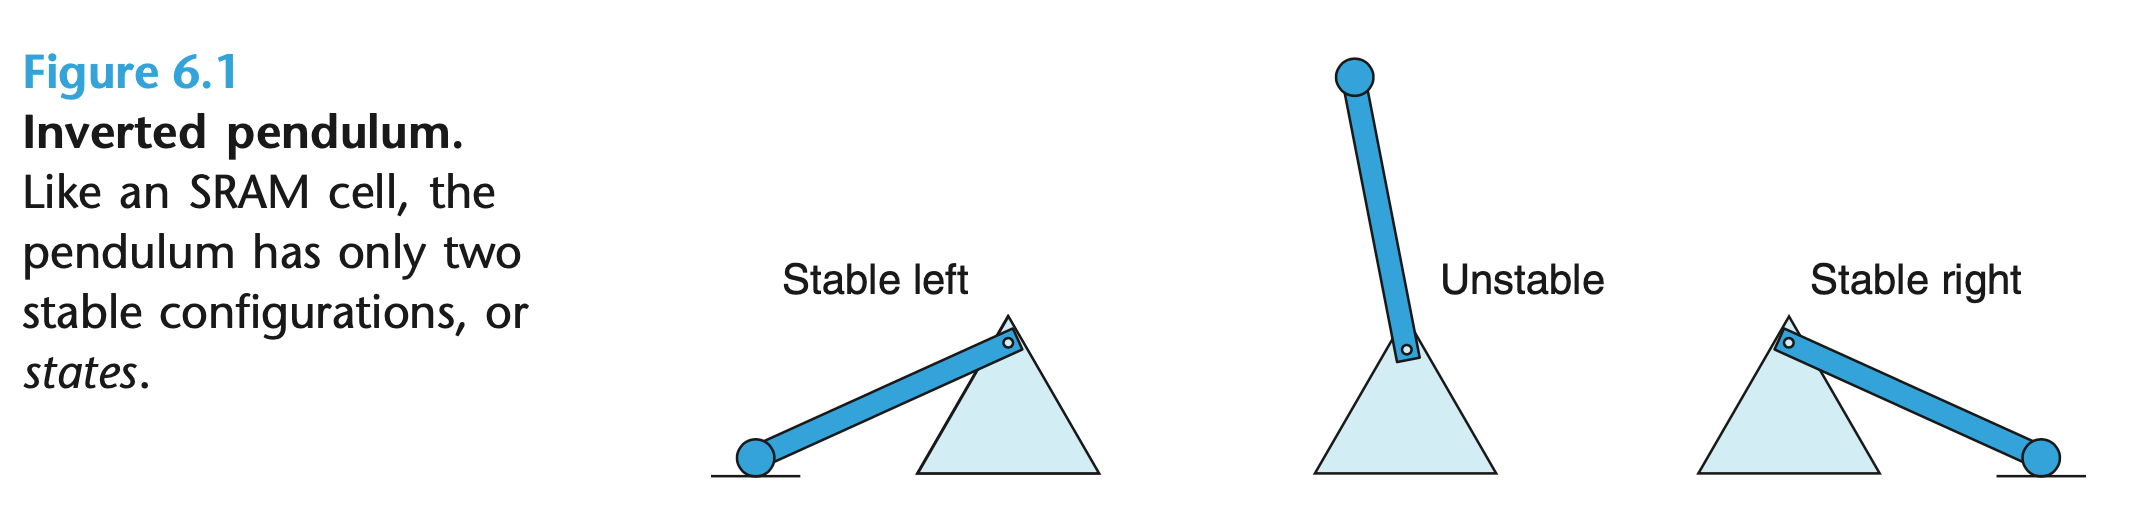 Figure 6.1
Inverted pendulum.
Like an SRAM cell, the
pendulum has only two
stable configurations, or
states.
Stable left
Unstable
Stable right